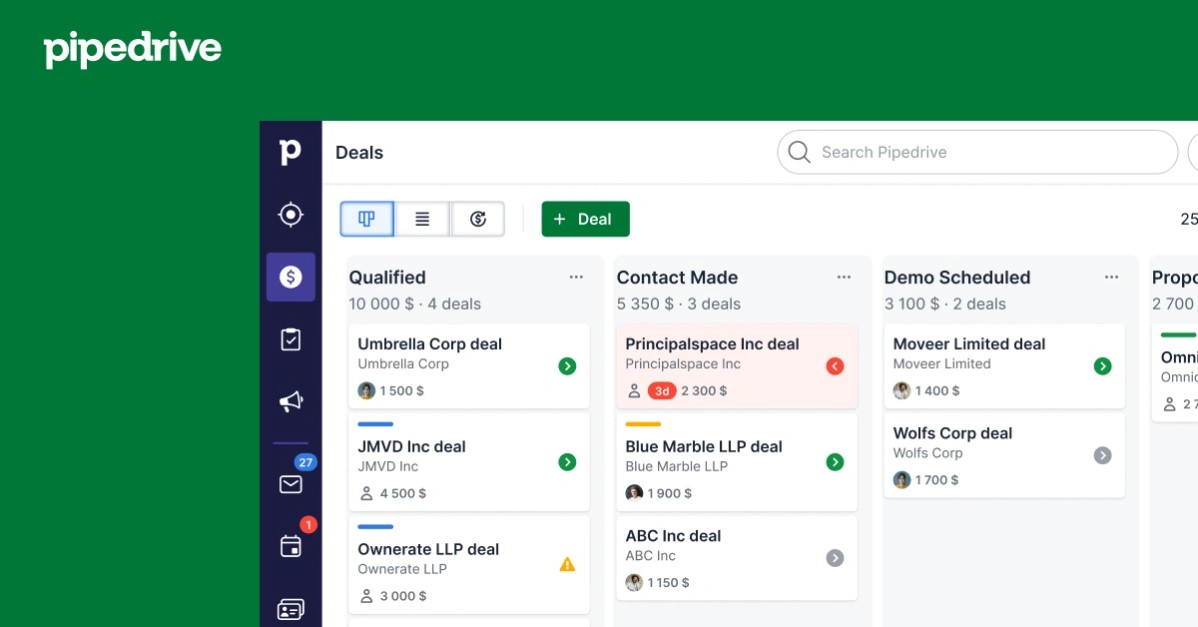 pipedrive
p
Deals
Search Pipedrive
+ Deal
25
Qualified
10 000 $ · 4 deals
Umbrella Corp deal
Umbrella Corp
1 500 $
JMVD Inc deal
JMVD Inc
4 500 $
Ownerate LLP deal
Ownerate LLP
3 000 $
Contact Made
5 350 $ · 3 deals
Principalspace Inc deal
Principalspace Inc
3d 2 300 $
Blue Marble LLP deal
Blue Marble LLP
1 900 $
ABC Inc deal
ABC Inc
1 150 $
Demo Scheduled
3 100 $ · 2 deals
Moveer Limited deal
Moveer Limited
1 400 $
Wolfs Corp deal
Wolfs Corp
1 700 $
Propo
2 700
Omni
Omnic
2 7
27
1